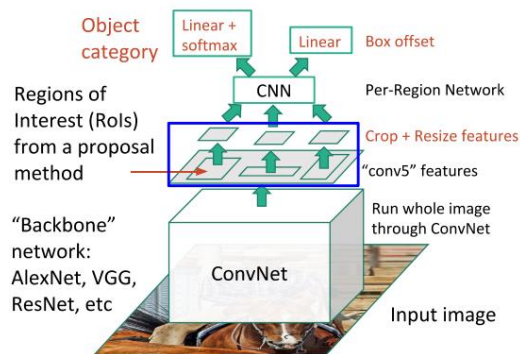 Object
category
Linear +
softmax
Linear
Box offset
CNN
Per-Region Network
Regions of
Interest (RoIs)
from a proposal
method
Crop + Resize features
“conv5” features
“Backbone”
network:
AlexNet, VGG,
ResNet, etc
Run whole image
through ConvNet
ConvNet
Input image